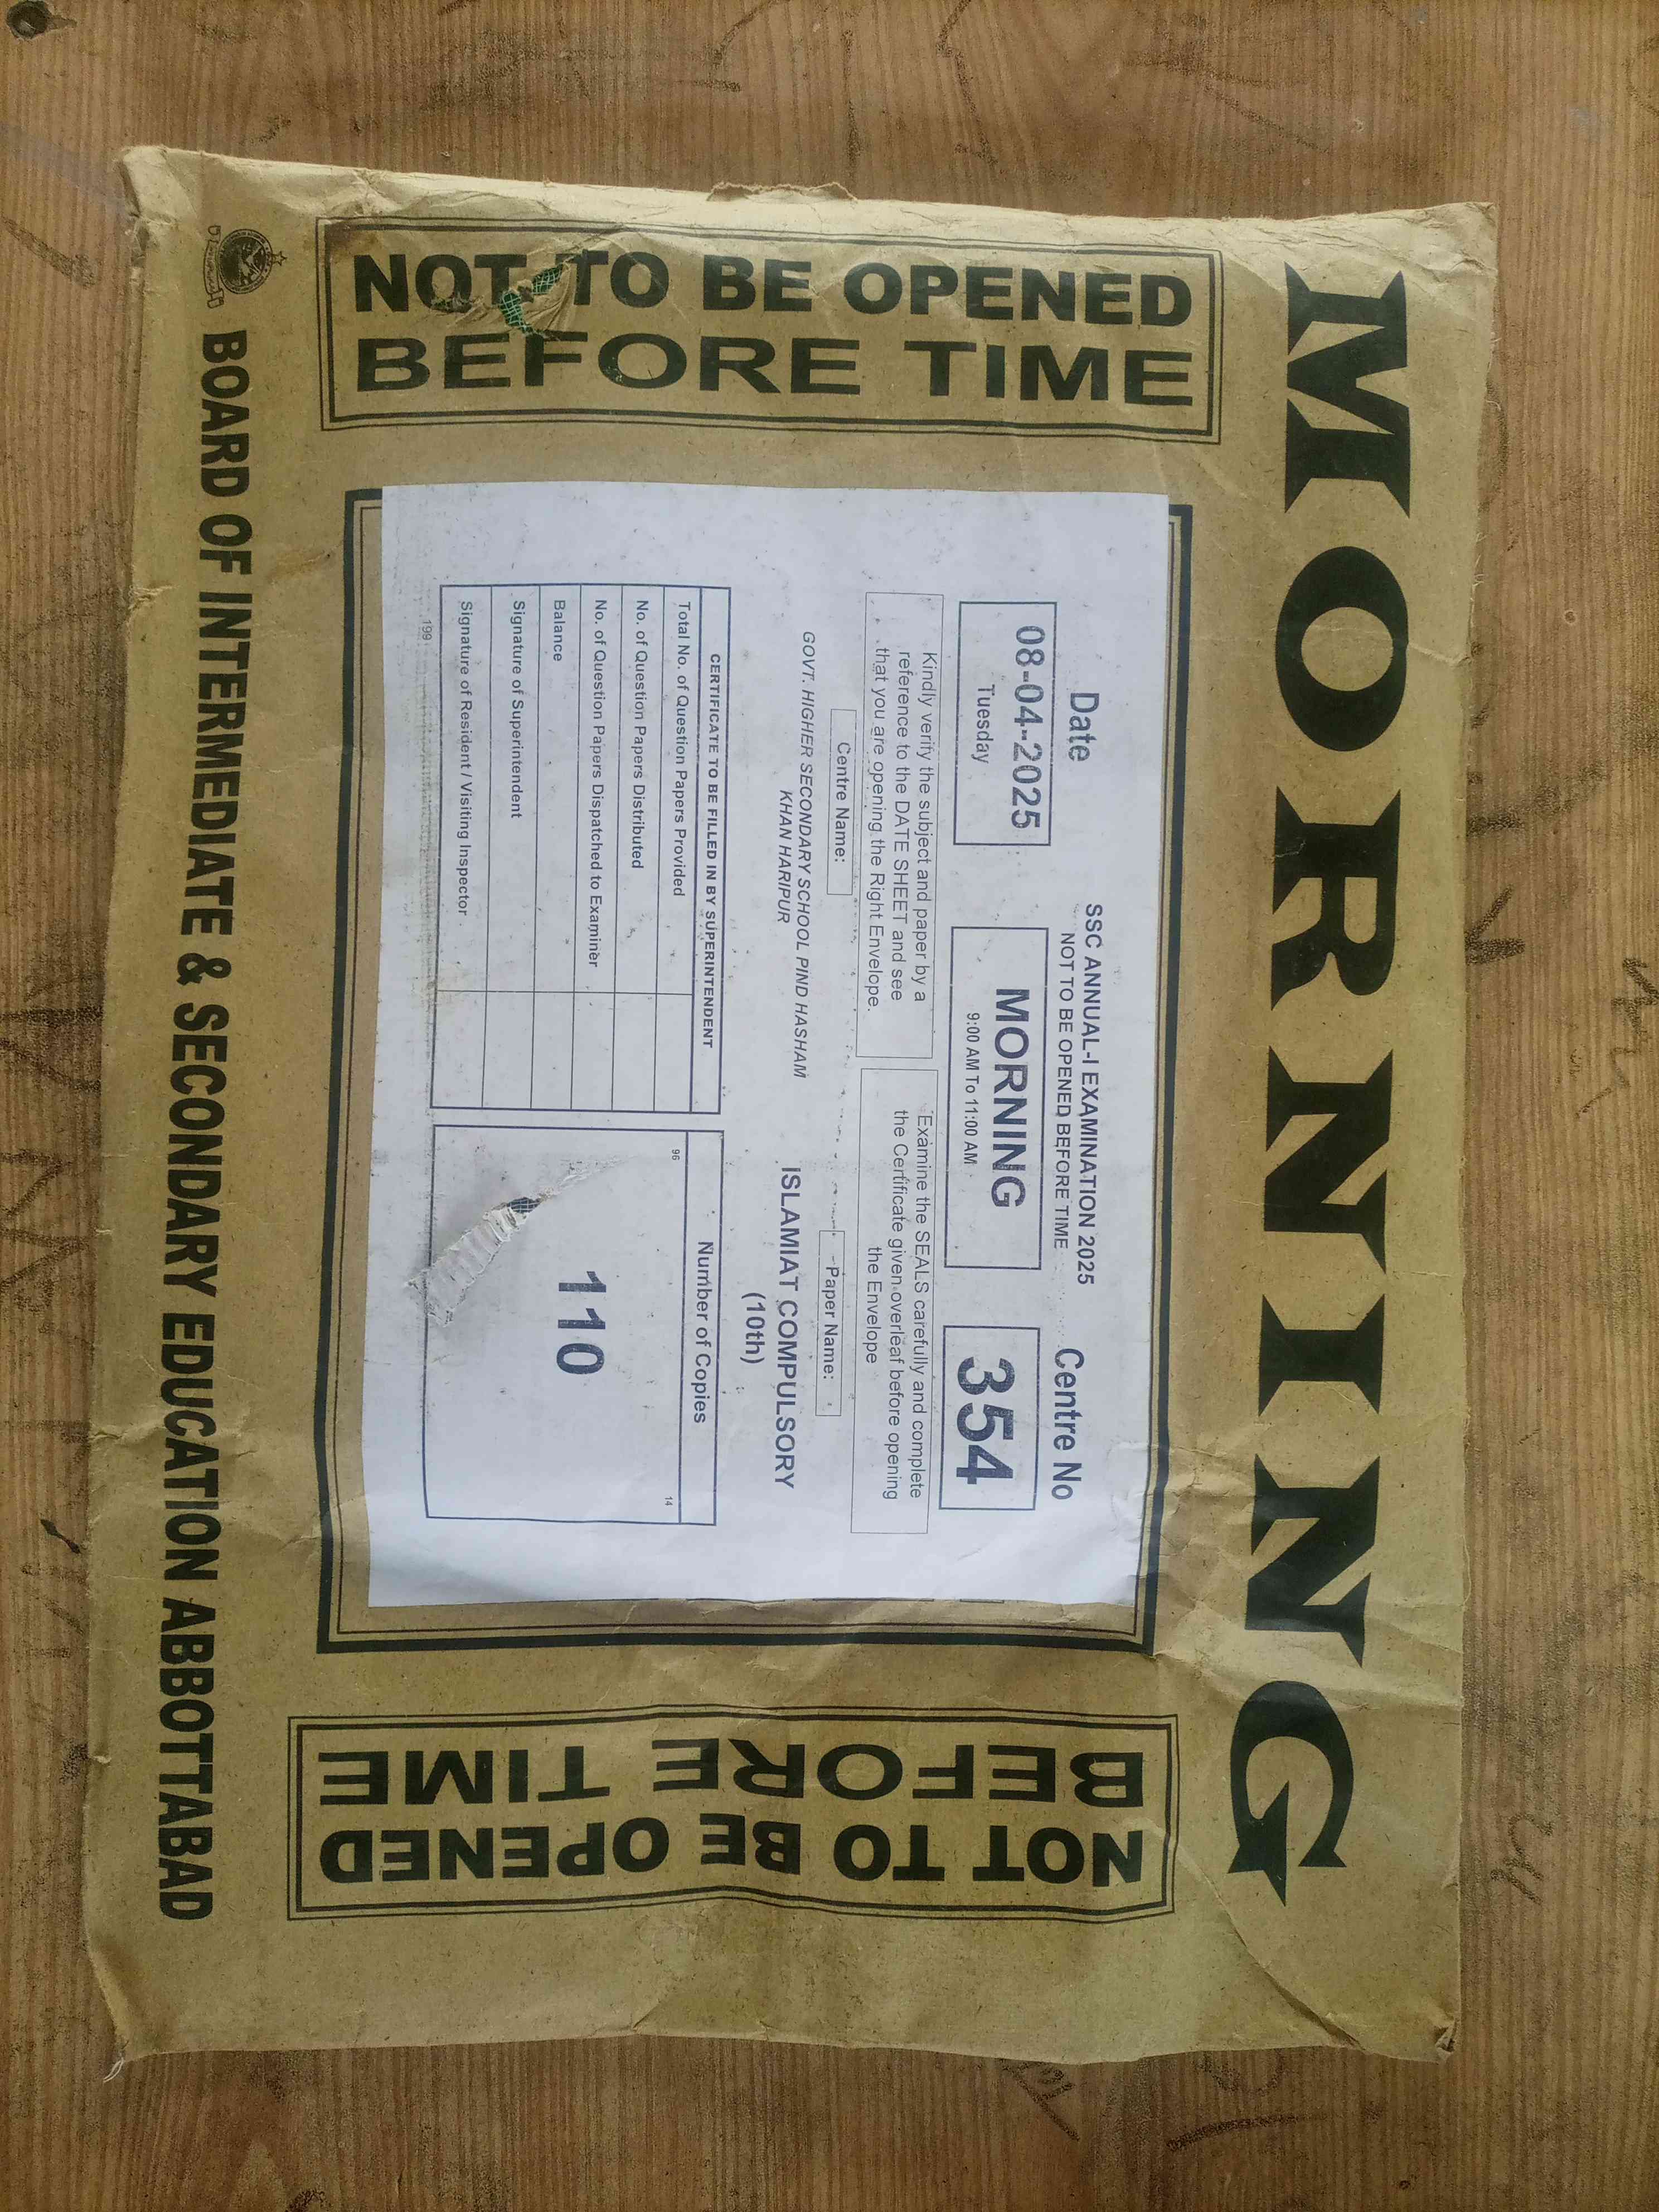 MORNING
NOT TO BE OPENED
BEFORE TIME
SSC ANNUAL-I EXAMINATION 2025
NOT TO BE OPENED BEFORE TIME
Date
08-04-2025
Tuesday
MORNING
9:00 AM To 11:00 AM
Centre No
354
Kindly verify the subject and paper by a
reference to the DATE SHEET and see
that you are opening the Right Envelope.
Examine the SEALS carefully and complete
the Certificate given overleaf before opening
the Envelope
Centre Name:
GOVT. HIGHER SECONDARY SCHOOL PIND HASHAM
KHAN HARIPUR
Paper Name:
ISLAMIAT COMPULSORY
(10th)
CERTIFICATE TO BE FILLED IN BY SUPERINTENDENT
Total No. of Question Papers Provided
No. of Question Papers Distributed
No. of Question Papers Dispatched to Examiner
Balance
Signature of Superintendent
Signature of Resident / Visiting Inspector
199
Number of Copies
96
14
110
NOT TO BE OPENED
BEFORE TIME
BOARD OF INTERMEDIATE & SECONDARY EDUCATION ABBOTTABAD